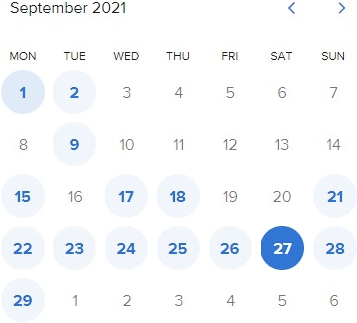 September 2021
MON TUE WED THU FRI SAT SUN
1 2 3 4 5 6 7
8 9 10 11 12 13 14
15 16 17 18 19 20 21
22 23 24 25 26 27 28
29 1 2 3 4 5 6